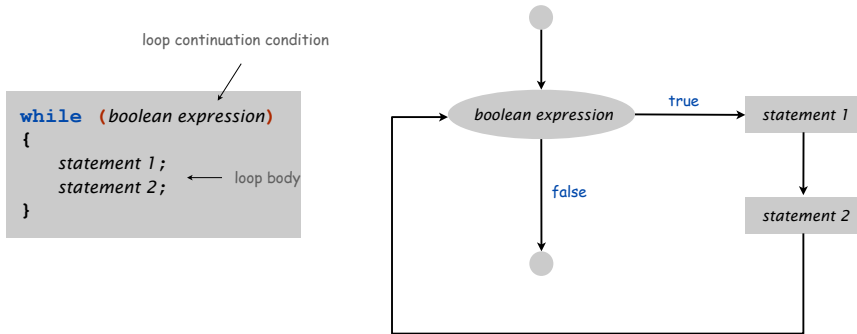 loop continuation condition
while (boolean expression)
{
statement 1;
statement 2;
loop body
}
boolean expression
true
statement 1
false
statement 2